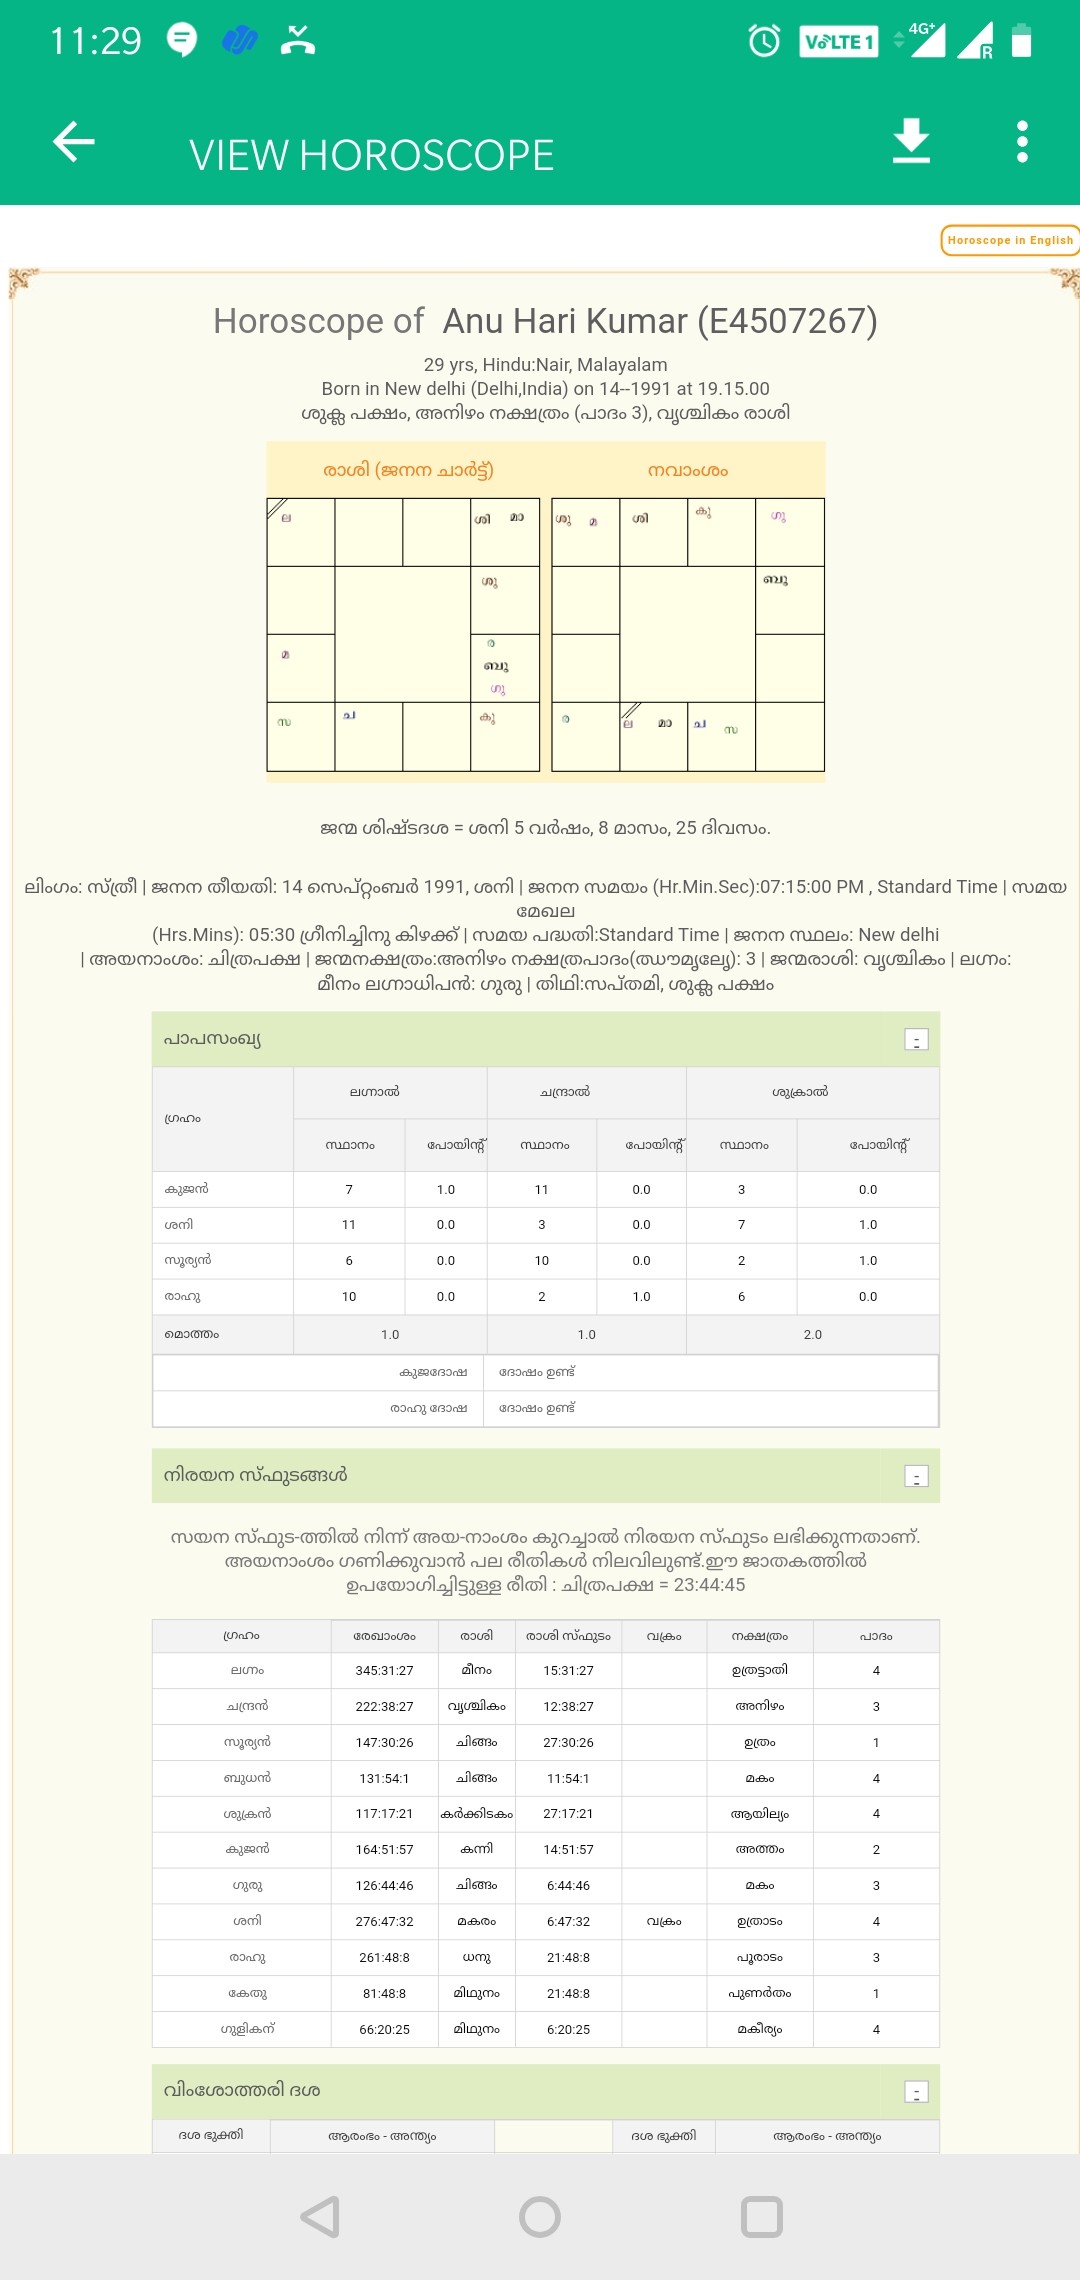 11:29
VoLTE 1 4G+ R
VIEW HOROSCOPE
Horoscope in English
Horoscope of Anu Hari Kumar (E4507267)
29 yrs, Hindu:Nair, Malayalam
Born in New delhi (Delhi,India) on 14--1991 at 19.15.00
ശുക്ല പക്ഷം, അനിഴം നക്ഷത്രം (പാദം 3), വൃശ്ചികം രാശി
രാശി (ജനന ചാർട്ട്) നവാംശം
ല ശി മാ ശു മ ശി കു ഗു
ശു ബൂ
മ ര ബൂ ഗു
സ ച കു ര ല മാ ച സ
ജന്മ ശിഷ്ടദശ = ശനി 5 വർഷം, 8 മാസം, 25 ദിവസം.
ലിംഗം: സ്ത്രീ | ജനന തീയതി: 14 സെപ്റ്റംബർ 1991, ശനി | ജനന സമയം (Hr.Min.Sec):07:15:00 PM , Standard Time | സമയ
മേഖല
(Hrs.Mins): 05:30 ഗ്രീനിച്ചിനു കിഴക്ക് | സമയ പദ്ധതി:Standard Time | ജനന സ്ഥലം: New delhi
| അയനാംശം: ചിത്രപക്ഷ | ജന്മനക്ഷത്രം:അനിഴം നക്ഷത്രപാദം(ഝൗമൃലേൃ): 3 | ജന്മരാശി: വൃശ്ചികം | ലഗ്നം:
മീനം ലഗ്നാധിപൻ: ഗുരു | തിഥി:സപ്തമി, ശുക്ല പക്ഷം
പാപസംഖ്യ -
ഗ്രഹം ലഗ്നാൽ ചന്ദ്രാൽ ശുക്രാൽ
സ്ഥാനം പോയിന്റ് സ്ഥാനം പോയിന്റ് സ്ഥാനം പോയിന്റ്
കുജൻ 7 1.0 11 0.0 3 0.0
ശനി 11 0.0 3 0.0 7 1.0
സൂര്യൻ 6 0.0 10 0.0 2 1.0
രാഹു 10 0.0 2 1.0 6 0.0
മൊത്തം 1.0 1.0 2.0
കുജദോഷ ദോഷം ഉണ്ട്
രാഹു ദോഷ ദോഷം ഉണ്ട്
നിരയന സ്ഫുടങ്ങൾ -
സയന സ്ഫുട-ത്തിൽ നിന്ന് അയ-നാംശം കുറച്ചാൽ നിരയന സ്ഫുടം ലഭിക്കുന്നതാണ്.
അയനാംശം ഗണിക്കുവാൻ പല രീതികൾ നിലവിലുണ്ട്.ഈ ജാതകത്തിൽ
ഉപയോഗിച്ചിട്ടുള്ള രീതി : ചിത്രപക്ഷ = 23:44:45
ഗ്രഹം രേഖാംശം രാശി രാശി സ്ഫുടം വക്രം നക്ഷത്രം പാദം
ലഗ്നം 345:31:27 മീനം 15:31:27 ഉത്രട്ടാതി 4
ചന്ദ്രൻ 222:38:27 വൃശ്ചികം 12:38:27 അനിഴം 3
സൂര്യൻ 147:30:26 ചിങ്ങം 27:30:26 ഉത്രം 1
ബുധൻ 131:54:1 ചിങ്ങം 11:54:1 മകം 4
ശുക്രൻ 117:17:21 കർക്കിടകം 27:17:21 ആയില്യം 4
കുജൻ 164:51:57 കന്നി 14:51:57 അത്തം 2
ഗുരു 126:44:46 ചിങ്ങം 6:44:46 മകം 3
ശനി 276:47:32 മകരം 6:47:32 വക്രം ഉത്രാടം 4
രാഹു 261:48:8 ധനു 21:48:8 പൂരാടം 3
കേതു 81:48:8 മിഥുനം 21:48:8 പുണർതം 1
ഗുളികന് 66:20:25 മിഥുനം 6:20:25 മകീര്യം 4
വിംശോത്തരി ദശ -
ദശ ഭുക്തി ആരംഭം - അന്ത്യം ദശ ഭുക്തി ആരംഭം - അന്ത്യം